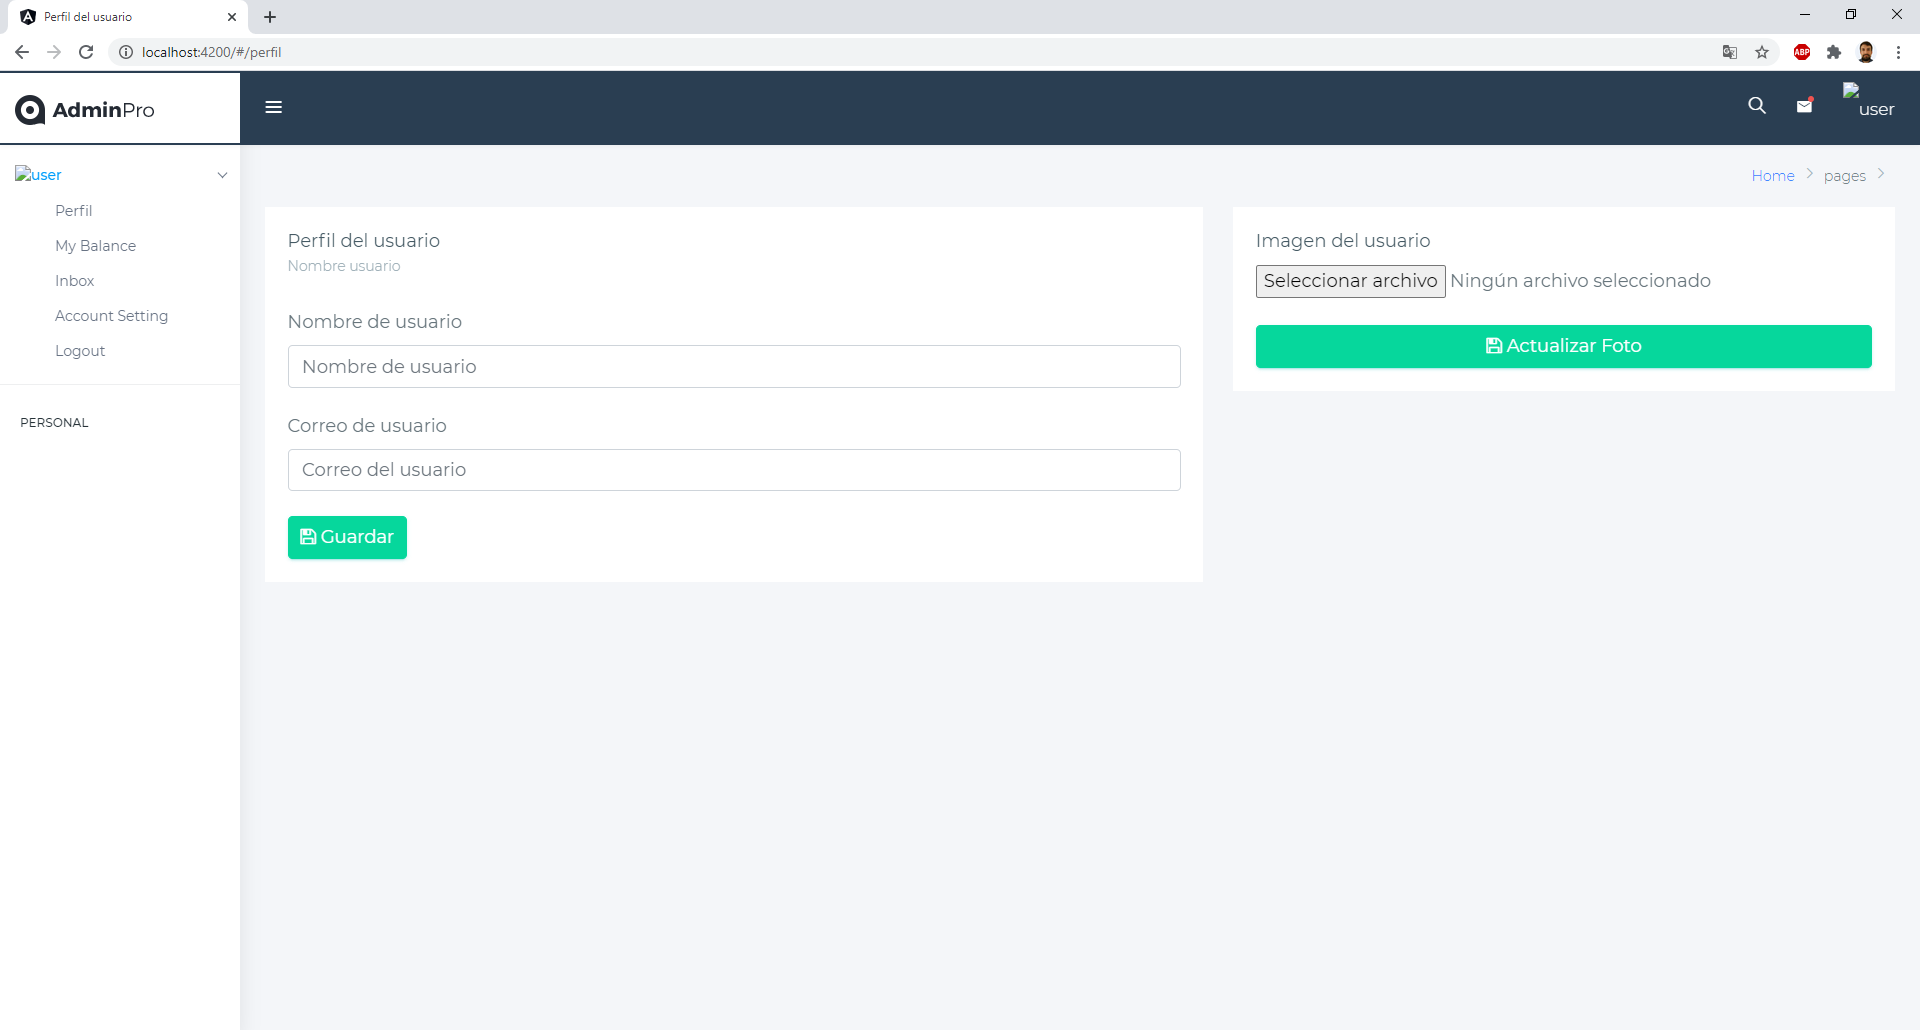 Perfil del usuario
localhost:4200/#/perfil
ABP
AdminPro
user
Home
pages
user
Perfil
My Balance
Inbox
Account Setting
Logout
PERSONAL
Perfil del usuario
Nombre usuario
Nombre de usuario
Nombre de usuario
Correo de usuario
Correo del usuario
Guardar
Imagen del usuario
Seleccionar archivo Ningún archivo seleccionado
Actualizar Foto